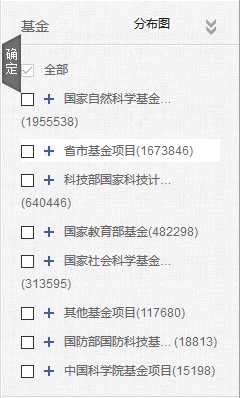 基金 分布图
确定
全部
国家自然科学基金...
(1955538)
省市基金项目(1673846)
科技部国家科技计...
(640446)
国家教育部基金(482298)
国家社会科学基金...
(313595)
其他基金项目(117680)
国防部国防科技基... (18813)
中国科学院基金项目(15198)